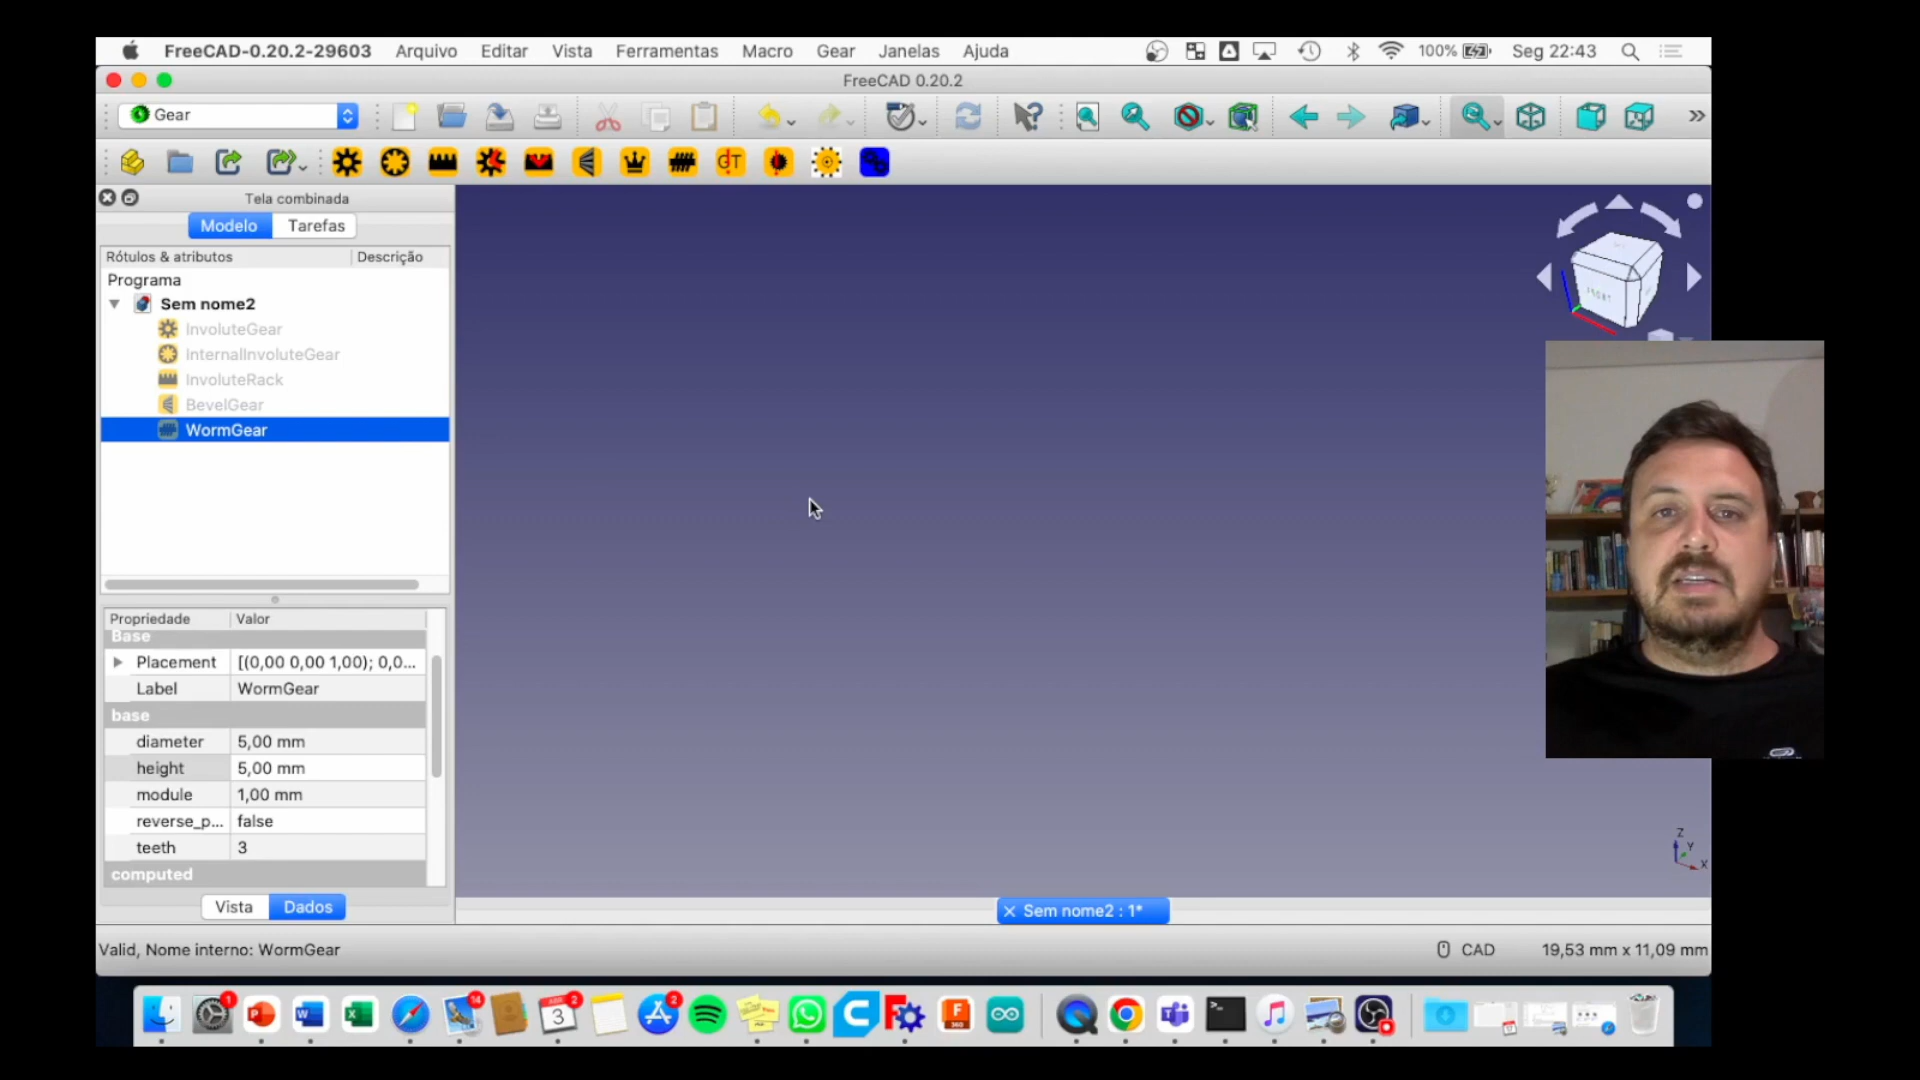 FreeCAD-0.20.2-29603 Arquivo Editar Vista Ferramentas Macro Gear Janelas Ajuda 100% Seg 22:43
FreeCAD 0.20.2
Gear
Tela combinada
Modelo Tarefas
Rótulos & atributos Descrição
Programa
Sem nome2
InvoluteGear
InternalInvoluteGear
InvoluteRack
BevelGear
WormGear
Propriedade Valor
Base
Placement [(0,00 0,00 1,00); 0,0...
Label WormGear
base
diameter 5,00 mm
height 5,00 mm
module 1,00 mm
reverse_p... false
teeth 3
computed
Vista Dados
Sem nome2 : 1*
Z
Y
X
Valid, Nome interno: WormGear CAD 19,53 mm x 11,09 mm